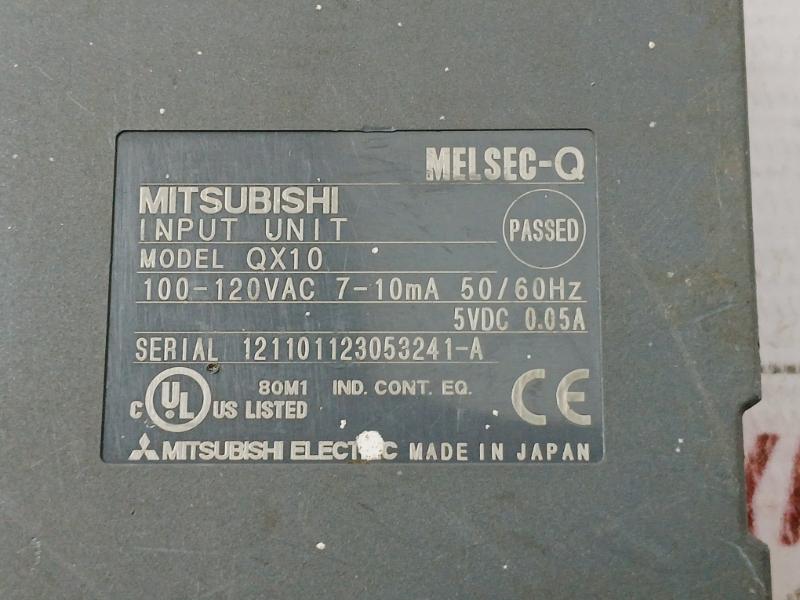 MELSEC-Q
MITSUBISHI
INPUT UNIT
PASSED
MODEL QX10
100-120VAC 7-10mA 50/60Hz
5VDC 0.05A
SERIAL 121101123053241-A
C UL US LISTED 80M1 IND. CONT. EQ. CE
MITSUBISHI ELECTRIC MADE IN JAPAN